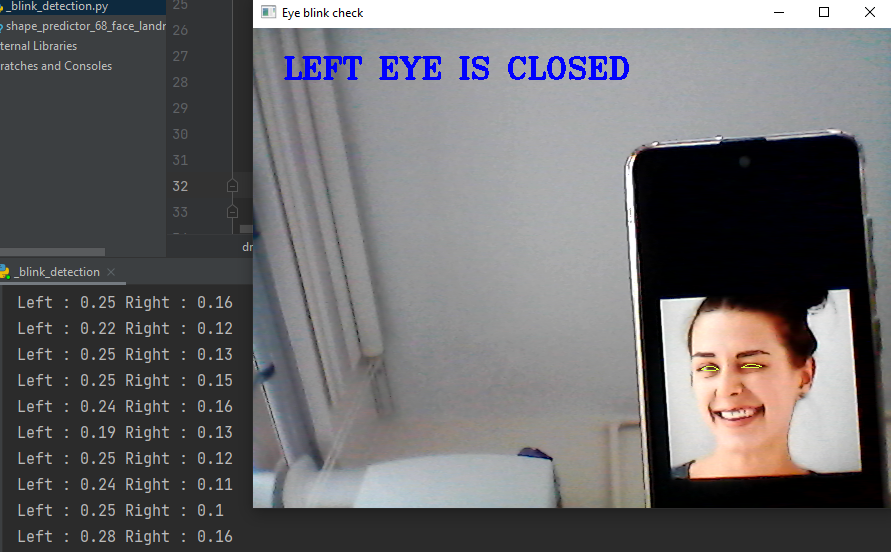 _blink_detection.py
shape_predictor_68_face_landr
ternal Libraries
ratches and Consoles
25
26
27
28
29
30
31
32
33
dr
Eye blink check
LEFT EYE IS CLOSED
_blink_detection
Left : 0.25 Right : 0.16
Left : 0.22 Right : 0.12
Left : 0.25 Right : 0.13
Left : 0.25 Right : 0.15
Left : 0.24 Right : 0.16
Left : 0.19 Right : 0.13
Left : 0.25 Right : 0.12
Left : 0.24 Right : 0.11
Left : 0.25 Right : 0.1
Left : 0.28 Right : 0.16